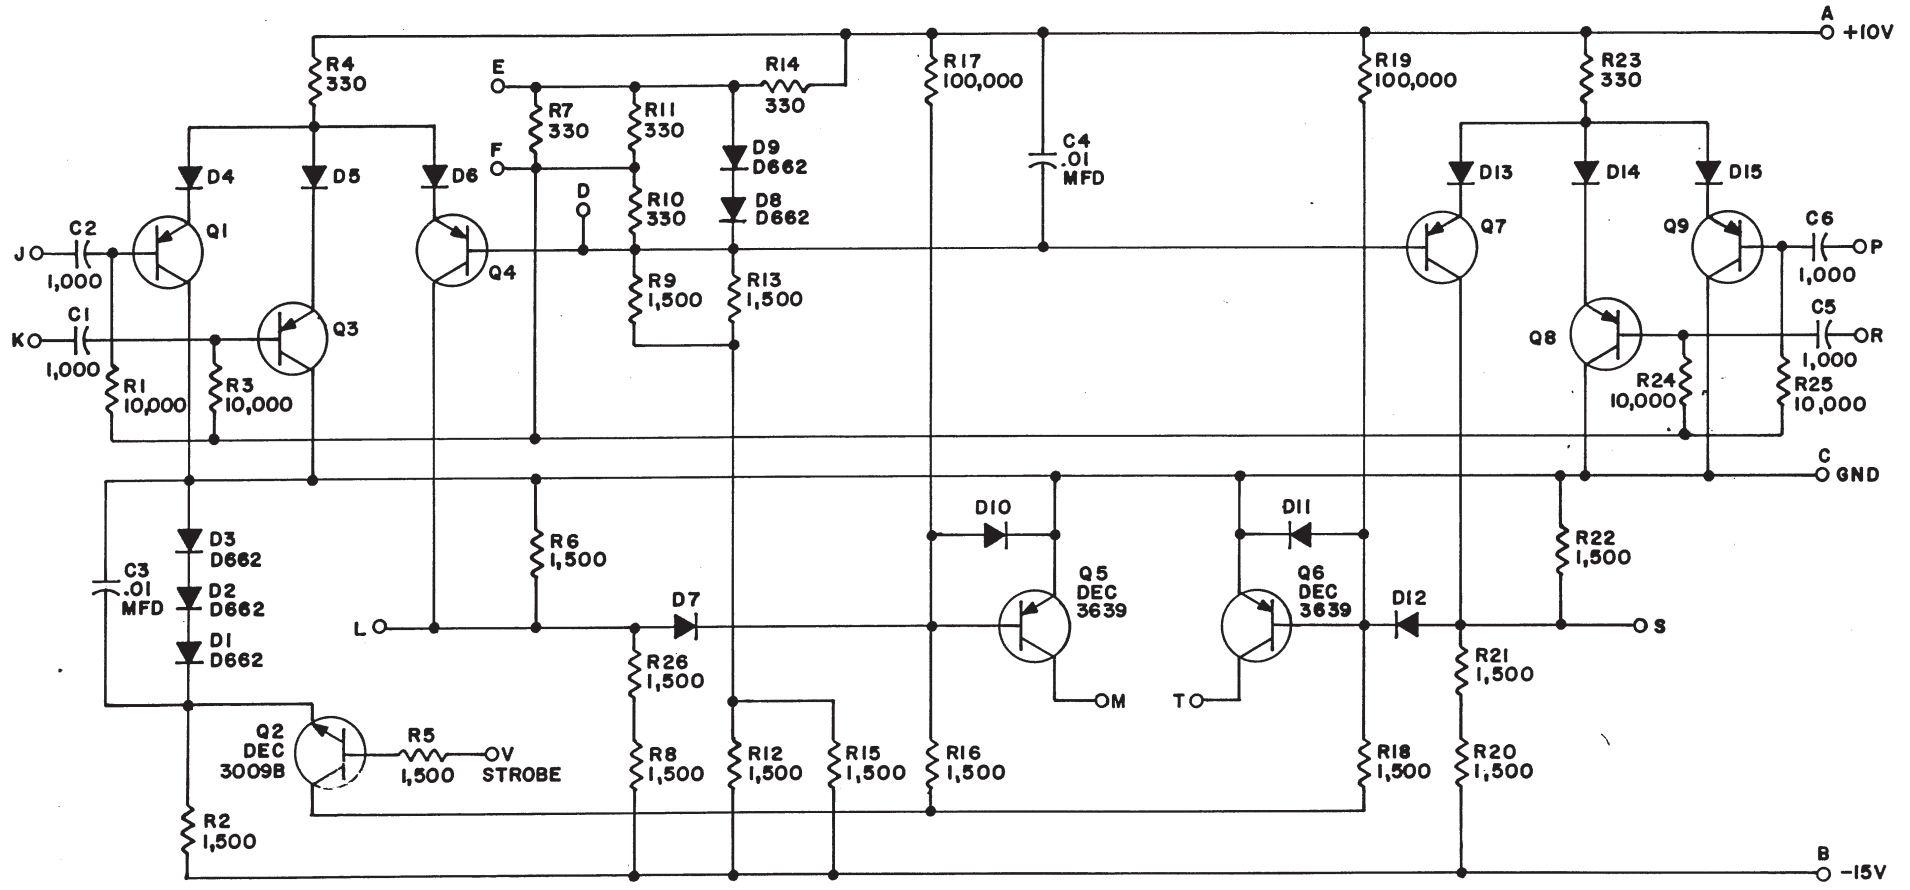 A
+10V
R4
330
E
R14
330
R17
100,000
R19
100,000
R23
330
R7
330
R11
330
D9
D662
C4
.01
MFD
F
D4
D5
D6
D
R10
330
D8
D662
D13
D14
D15
C2
J
1,000
Q1
Q4
R9
1,500
R13
1,500
Q7
Q9
C6
P
1,000
C1
K
1,000
Q3
Q8
C5
R
1,000
R1
10,000
R3
10,000
R24
10,000
R25
10,000
C
GND
D3
D662
R6
1,500
D10
D11
R22
1,500
C3
.01
MFD
D2
D662
D7
Q5
DEC
3639
Q6
DEC
3639
D12
D1
D662
L
S
R26
1,500
R21
1,500
M
T
Q2
DEC
3009B
R5
1,500
V
STROBE
R8
1,500
R12
1,500
R15
1,500
R16
1,500
R18
1,500
R20
1,500
R2
1,500
B
-15V